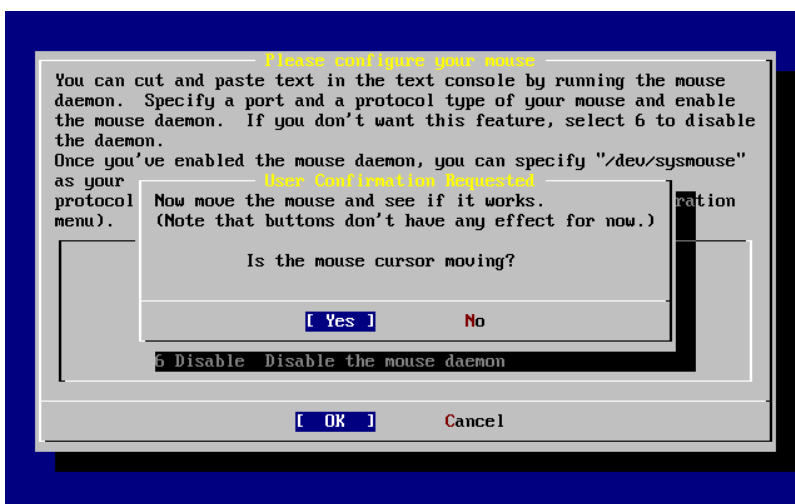 Please configure your mouse
You can cut and paste text in the text console by running the mouse
daemon.  Specify a port and a protocol type of your mouse and enable
the mouse daemon.  If you don't want this feature, select 6 to disable
the daemon.
Once you've enabled the mouse daemon, you can specify "/dev/sysmouse"
as your
User Confirmation Requested
protocol
ration
menu).
Now move the mouse and see if it works.
(Note that buttons don't have any effect for now.)
Is the mouse cursor moving?
[ Yes ]  No
6 Disable  Disable the mouse daemon
[ OK ]  Cancel